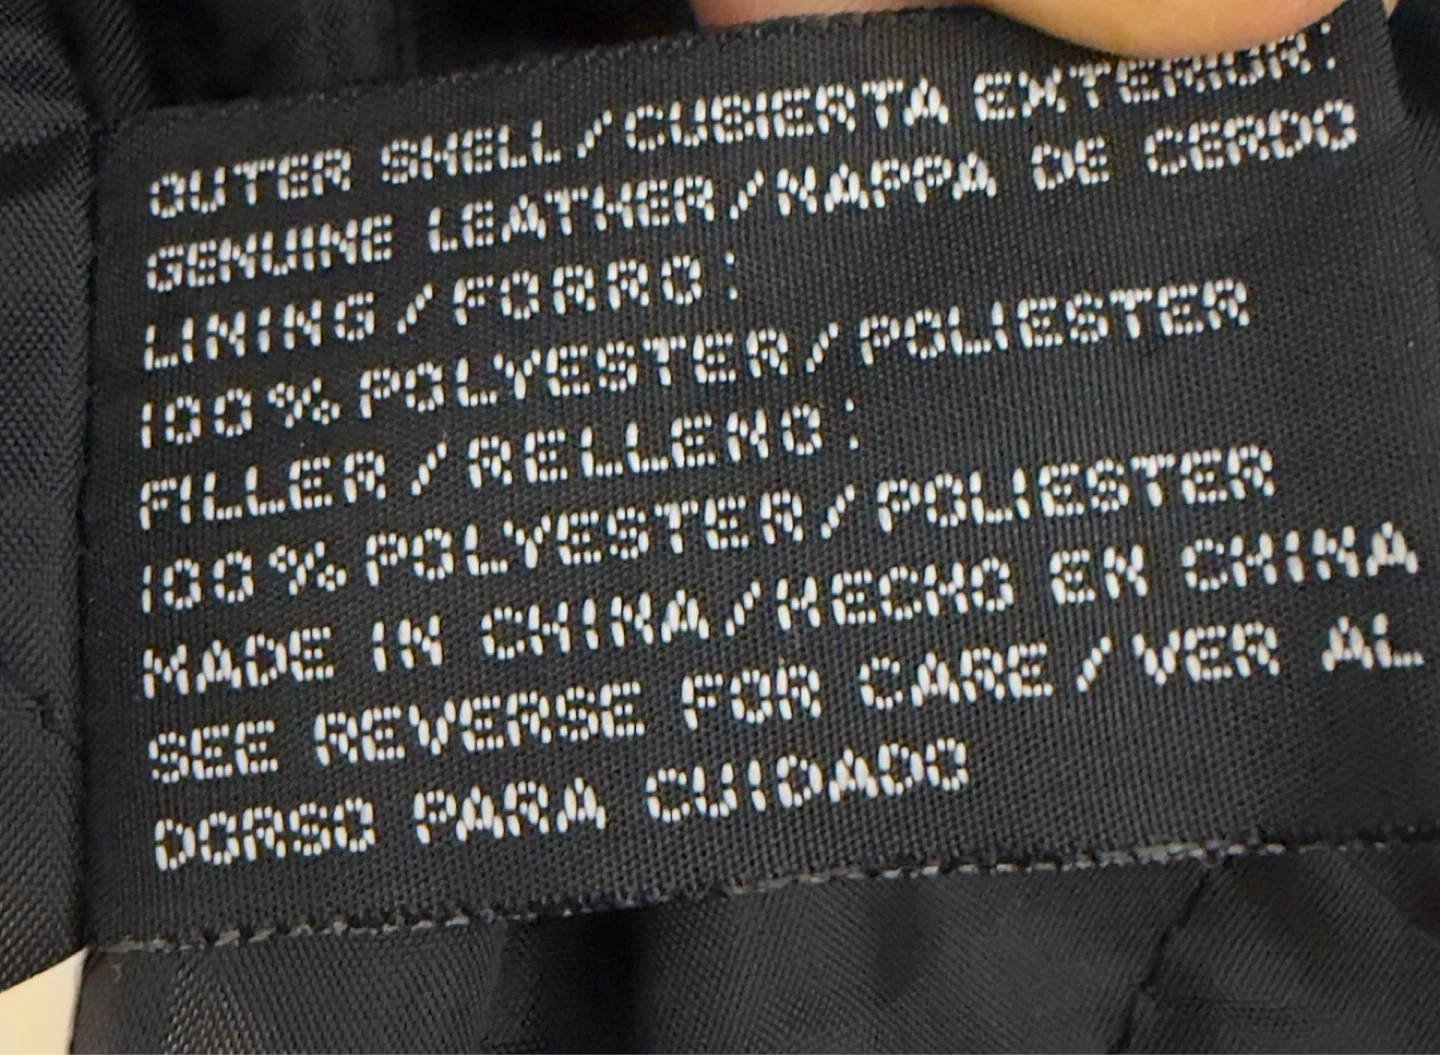 OUTER SHELL/CUBIERTA EXTERIOR:
GENUINE LEATHER/NAPPA DE CERDO
LINING/FORRO:
100% POLYESTER/POLIESTER
FILLER/RELLENO:
100% POLYESTER/POLIESTER
MADE IN CHINA/HECHO EN CHINA
SEE REVERSE FOR CARE/VER AL
DORSO PARA CUIDADO